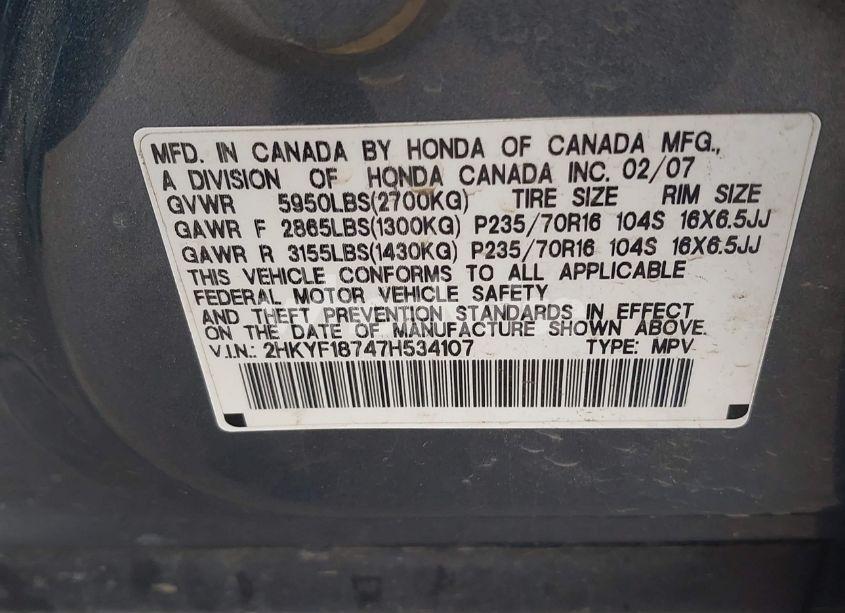 MFD. IN CANADA BY HONDA OF CANADA MFG.,
A DIVISION OF HONDA CANADA INC. 02/07
GVWR 5950LBS(2700KG) TIRE SIZE RIM SIZE
GAWR F 2865LBS(1300KG) P235/70R16 104S 16X6.5JJ
GAWR R 3155LBS(1430KG) P235/70R16 104S 16X6.5JJ
THIS VEHICLE CONFORMS TO ALL APPLICABLE
FEDERAL MOTOR VEHICLE SAFETY
AND THEFT PREVENTION STANDARDS IN EFFECT
ON THE DATE OF MANUFACTURE SHOWN ABOVE.
V.I.N.: 2HKYF18747H534107 TYPE: MPV